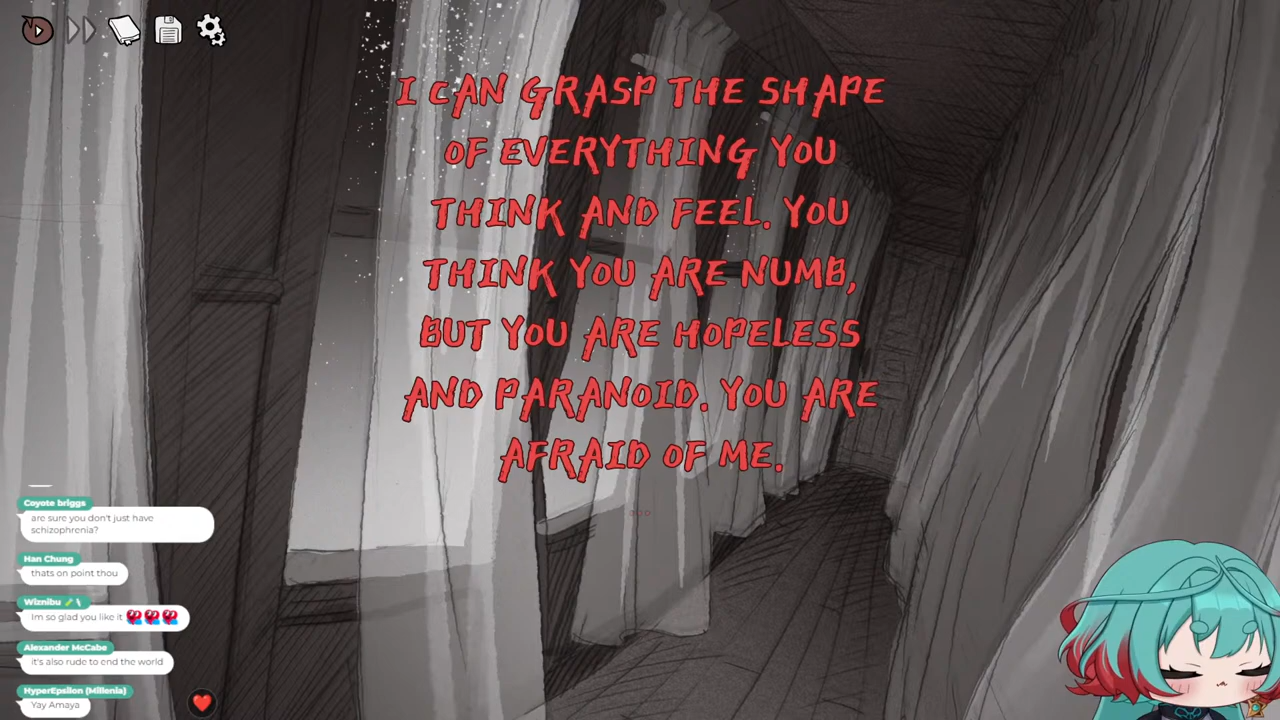 I CAN GRASP THE SHAPE
OF EVERYTHING YOU
THINK AND FEEL. YOU
THINK YOU ARE NUMB,
BUT YOU ARE HOPELESS
AND PARANOID. YOU ARE
AFRAID OF ME.
Coyote briggs
are sure you don't just have
schizophrenia?
Han Chung
thats on point thou
Wiznibu
Im so glad you like it
Alexander McCabe
it's also rude to end the world
HyperEpsilon (Millenia)
Yay Amaya